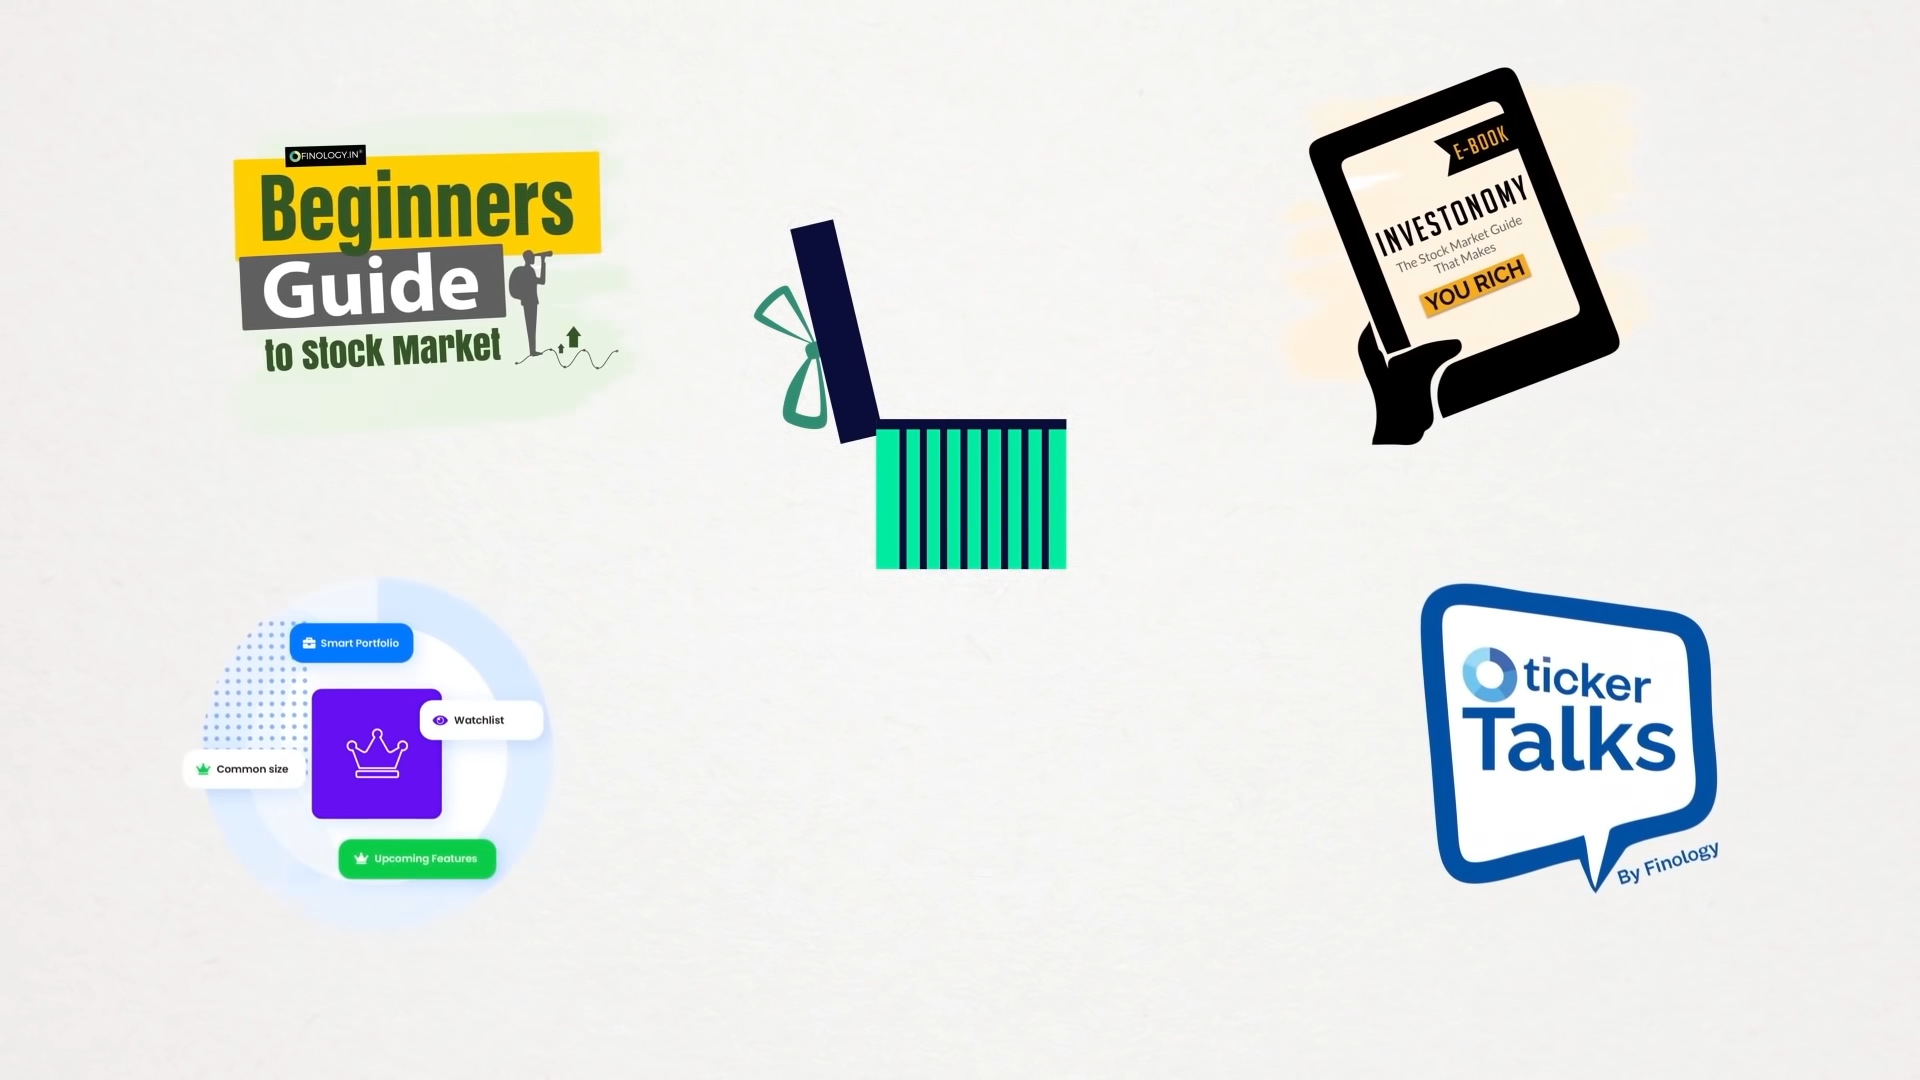 FINOLOGY.IN®
Beginners
Guide
to Stock Market
E-BOOK
INVESTONOMY
The Stock Market Guide
That Makes
YOU RICH
Smart Portfolio
Watchlist
Common size
Upcoming Features
ticker
Talks
By Finology